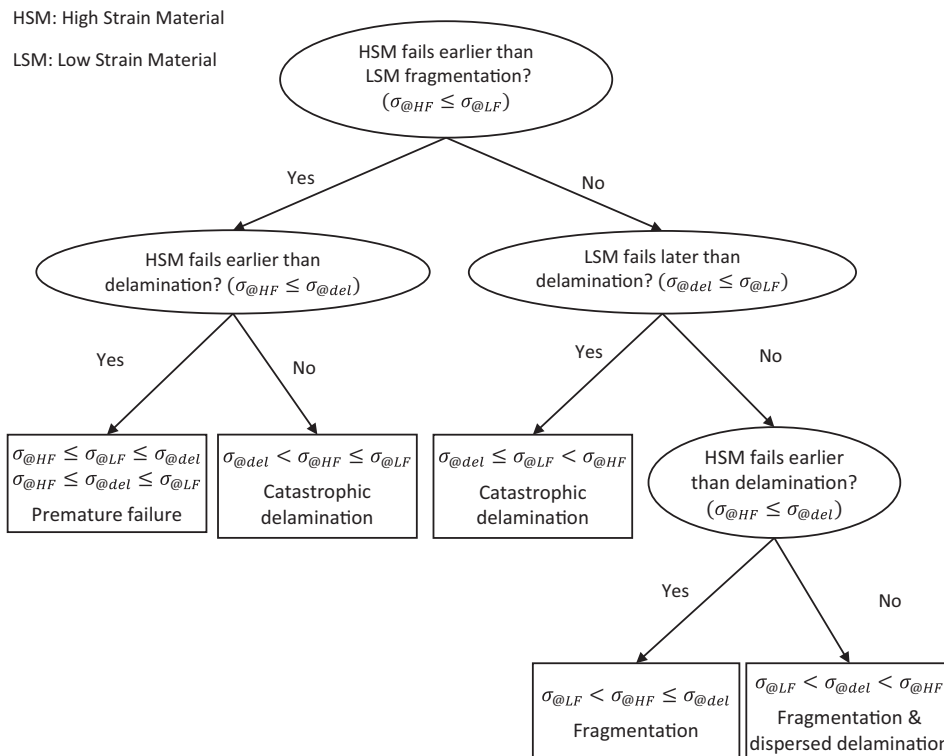 HSM: High Strain Material
LSM: Low Strain Material
HSM fails earlier than
LSM fragmentation?
(σ@HF ≤ σ@LF)
Yes
No
HSM fails earlier than
delamination? (σ@HF ≤ σ@del)
LSM fails later than
delamination? (σ@del ≤ σ@LF)
Yes
No
Yes
No
σ@HF ≤ σ@LF ≤ σ@del
σ@HF ≤ σ@del ≤ σ@LF
Premature failure
σ@del < σ@HF ≤ σ@LF
Catastrophic
delamination
σ@del ≤ σ@LF < σ@HF
Catastrophic
delamination
HSM fails earlier
than delamination?
(σ@HF ≤ σ@del)
Yes
No
σ@LF < σ@HF ≤ σ@del
Fragmentation
σ@LF < σ@del < σ@HF
Fragmentation &
dispersed delamination